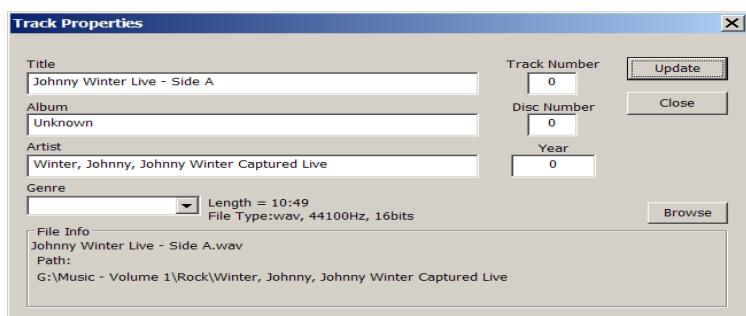 Track Properties
Title
Johnny Winter Live - Side A
Track Number
0
Update
Album
Unknown
Disc Number
0
Close
Artist
Winter, Johnny, Johnny Winter Captured Live
Year
0
Genre
Length = 10:49
File Type:wav, 44100Hz, 16bits
Browse
File Info
Johnny Winter Live - Side A.wav
Path:
G:\Music - Volume 1\Rock\Winter, Johnny, Johnny Winter Captured Live